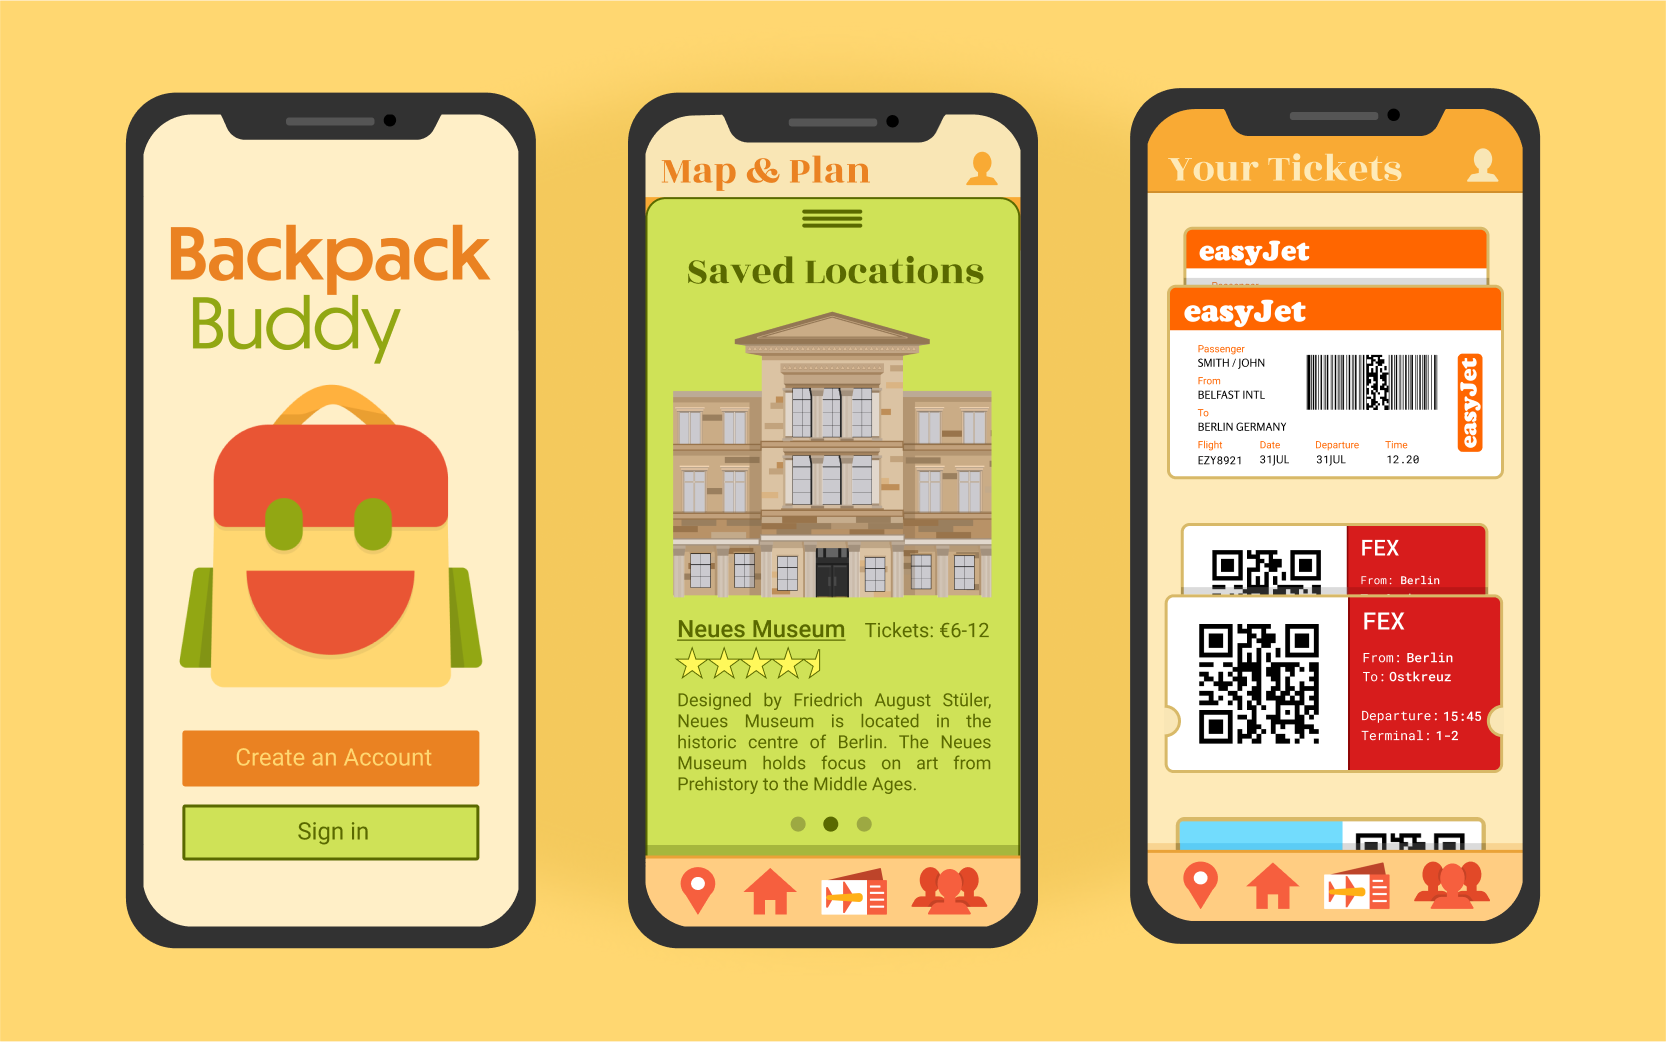 Backpack
Buddy
Create an Account
Sign in
Map & Plan
Saved Locations
Neues Museum Tickets: €6-12
Designed by Friedrich August Stüler,
Neues Museum is located in the
historic centre of Berlin. The Neues
Museum holds focus on art from
Prehistory to the Middle Ages.
Your Tickets
easyJet
Passenger
easyJet
Passenger
SMITH / JOHN
From
BELFAST INTL
To
BERLIN GERMANY
Flight Date Departure Time
EZY8921 31JUL 31JUL 12.20
easyJet
FEX
From: Berlin
FEX
From: Berlin
To: Ostkreuz
Departure: 15:45
Terminal: 1-2